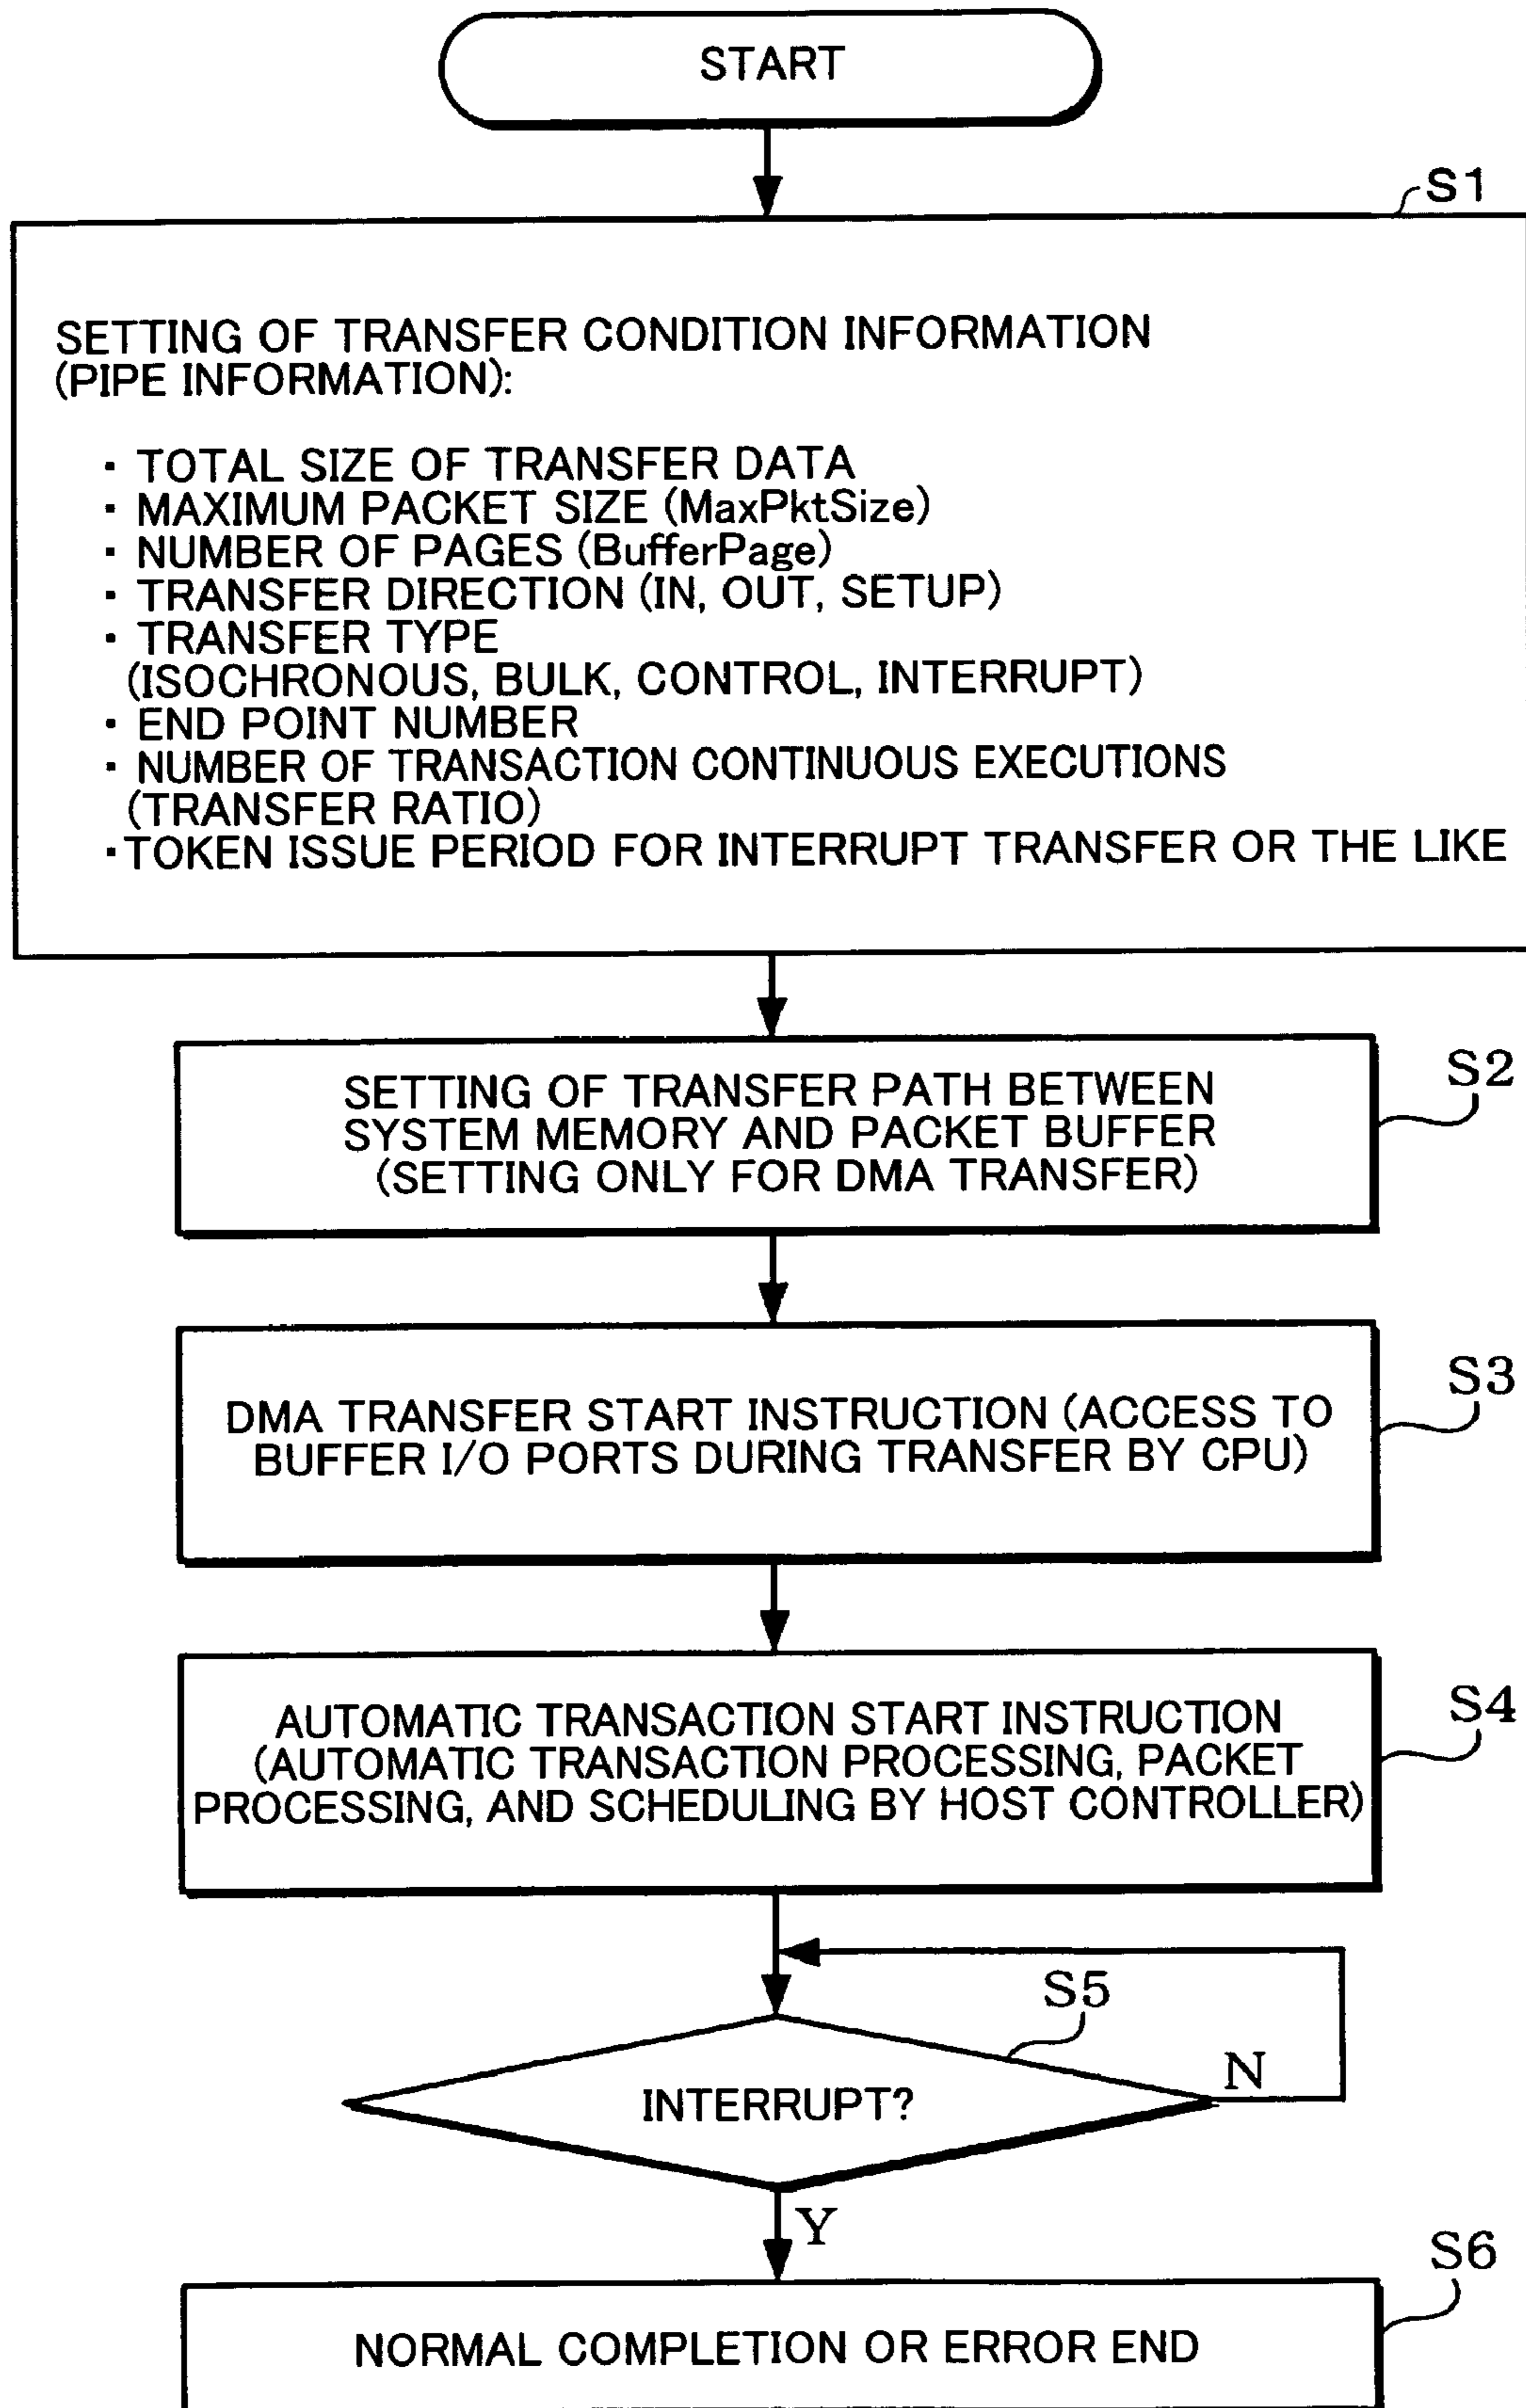 START
S1
SETTING OF TRANSFER CONDITION INFORMATION
(PIPE INFORMATION):
・ TOTAL SIZE OF TRANSFER DATA
・ MAXIMUM PACKET SIZE (MaxPktSize)
・ NUMBER OF PAGES (BufferPage)
・ TRANSFER DIRECTION (IN, OUT, SETUP)
・ TRANSFER TYPE
(ISOCHRONOUS, BULK, CONTROL, INTERRUPT)
・ END POINT NUMBER
・ NUMBER OF TRANSACTION CONTINUOUS EXECUTIONS
(TRANSFER RATIO)
・TOKEN ISSUE PERIOD FOR INTERRUPT TRANSFER OR THE LIKE
S2
SETTING OF TRANSFER PATH BETWEEN
SYSTEM MEMORY AND PACKET BUFFER
(SETTING ONLY FOR DMA TRANSFER)
S3
DMA TRANSFER START INSTRUCTION (ACCESS TO
BUFFER I/O PORTS DURING TRANSFER BY CPU)
S4
AUTOMATIC TRANSACTION START INSTRUCTION
(AUTOMATIC TRANSACTION PROCESSING, PACKET
PROCESSING, AND SCHEDULING BY HOST CONTROLLER)
S5
N
INTERRUPT?
Y
S6
NORMAL COMPLETION OR ERROR END